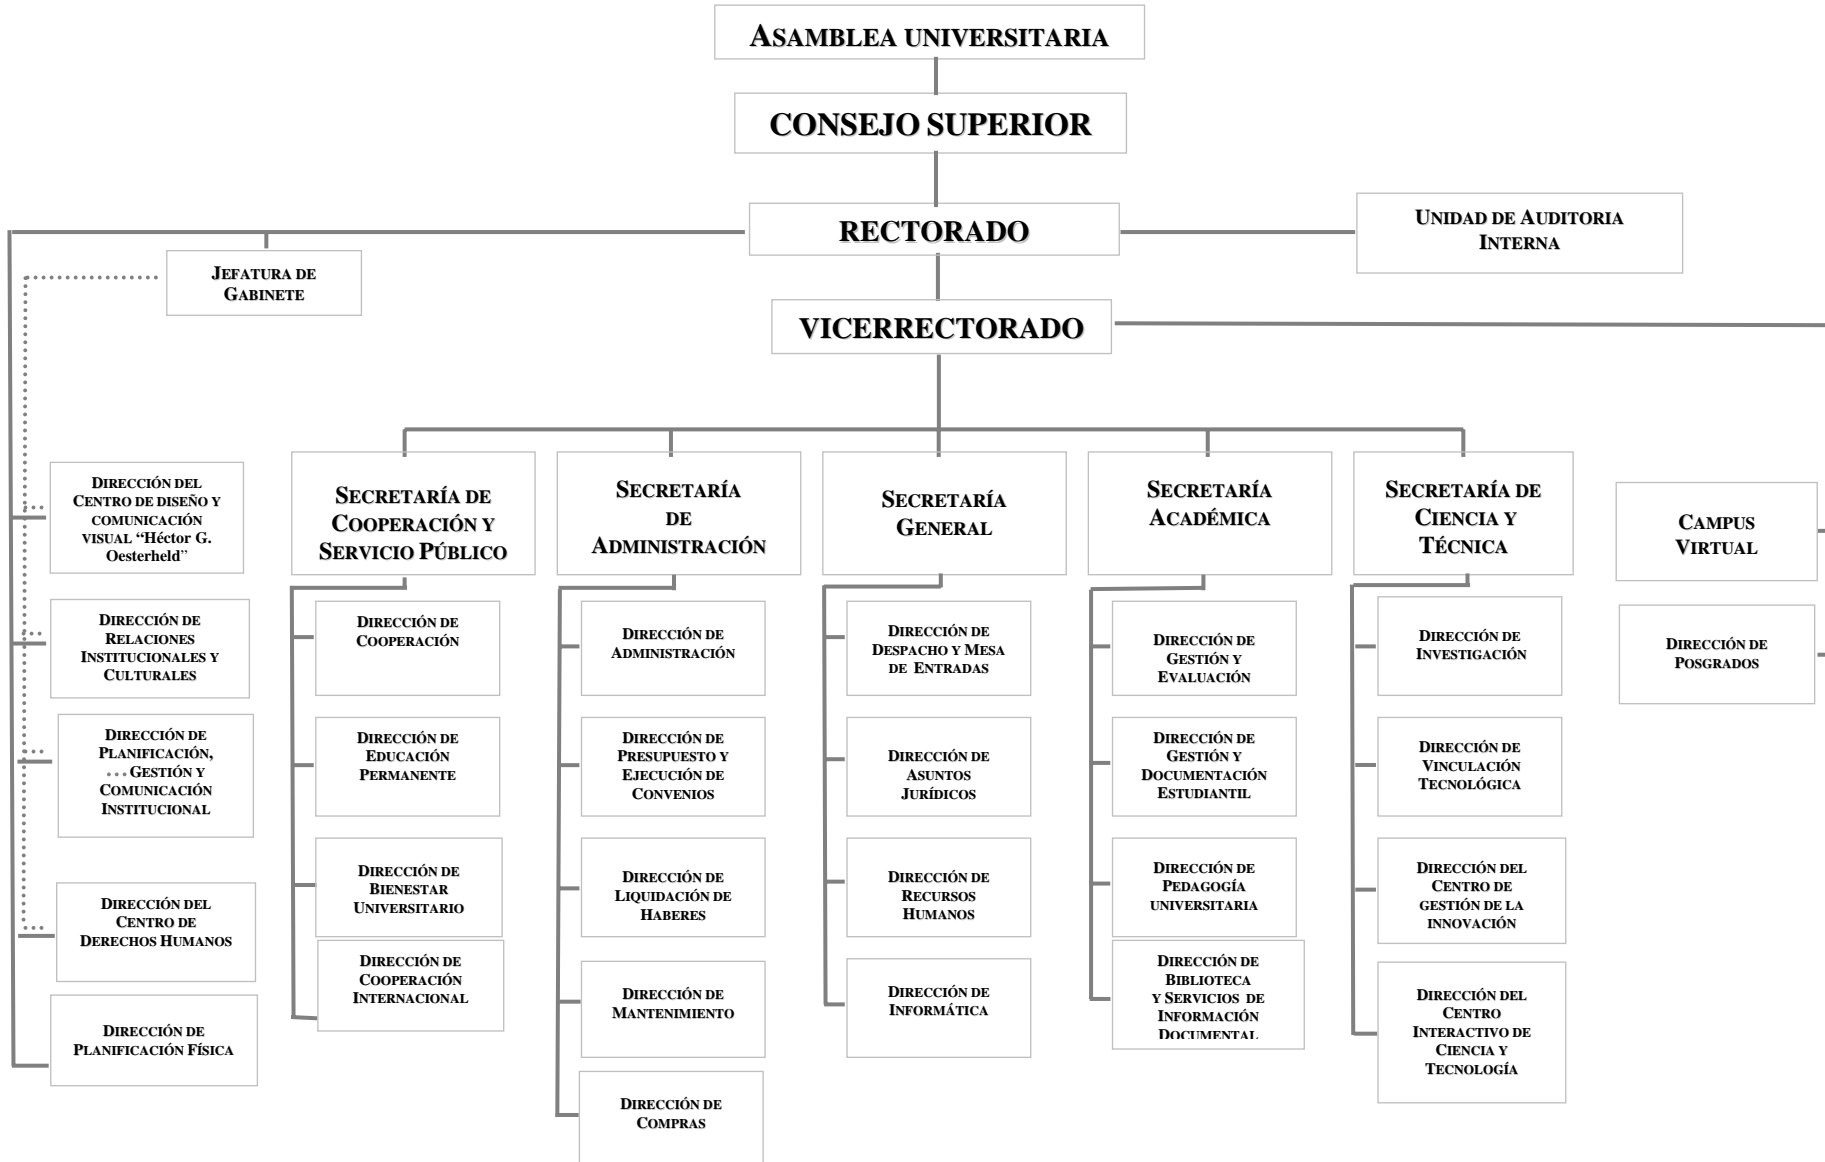 ASAMBLEA UNIVERSITARIA
CONSEJO SUPERIOR
RECTORADO
UNIDAD DE AUDITORIA
INTERNA
JEFATURA DE
GABINETE
VICERRECTORADO
DIRECCIÓN DEL
CENTRO DE DISEÑO Y
COMUNICACIÓN
VISUAL “Héctor G.
Oesterheld”
DIRECCIÓN DE
RELACIONES
INSTITUCIONALES Y
CULTURALES
DIRECCIÓN DE
PLANIFICACIÓN,
GESTIÓN Y
COMUNICACIÓN
INSTITUCIONAL
DIRECCIÓN DEL
CENTRO DE
DERECHOS HUMANOS
DIRECCIÓN DE
PLANIFICACIÓN FÍSICA
SECRETARÍA DE
COOPERACIÓN Y
SERVICIO PÚBLICO
DIRECCIÓN DE
COOPERACIÓN
DIRECCIÓN DE
EDUCACIÓN
PERMANENTE
DIRECCIÓN DE
BIENESTAR
UNIVERSITARIO
DIRECCIÓN DE
COOPERACIÓN
INTERNACIONAL
SECRETARÍA
DE
ADMINISTRACIÓN
DIRECCIÓN DE
ADMINISTRACIÓN
DIRECCIÓN DE
PRESUPUESTO Y
EJECUCIÓN DE
CONVENIOS
DIRECCIÓN DE
LIQUIDACIÓN DE
HABERES
DIRECCIÓN DE
MANTENIMIENTO
DIRECCIÓN DE
COMPRAS
SECRETARÍA
GENERAL
DIRECCIÓN DE
DESPACHO Y MESA
DE ENTRADAS
DIRECCIÓN DE
ASUNTOS
JURÍDICOS
DIRECCIÓN DE
RECURSOS
HUMANOS
DIRECCIÓN DE
INFORMÁTICA
SECRETARÍA
ACADÉMICA
DIRECCIÓN DE
GESTIÓN Y
EVALUACIÓN
DIRECCIÓN DE
GESTIÓN Y
DOCUMENTACIÓN
ESTUDIANTIL
DIRECCIÓN DE
PEDAGOGÍA
UNIVERSITARIA
DIRECCIÓN DE
BIBLIOTECA
Y SERVICIOS DE
INFORMACIÓN
DOCUMENTAL
SECRETARÍA DE
CIENCIA Y
TÉCNICA
DIRECCIÓN DE
INVESTIGACIÓN
DIRECCIÓN DE
VINCULACIÓN
TECNOLÓGICA
DIRECCIÓN DEL
CENTRO DE
GESTIÓN DE LA
INNOVACIÓN
DIRECCIÓN DEL
CENTRO
INTERACTIVO DE
CIENCIA Y
TECNOLOGÍA
CAMPUS
VIRTUAL
DIRECCIÓN DE
POSGRADOS